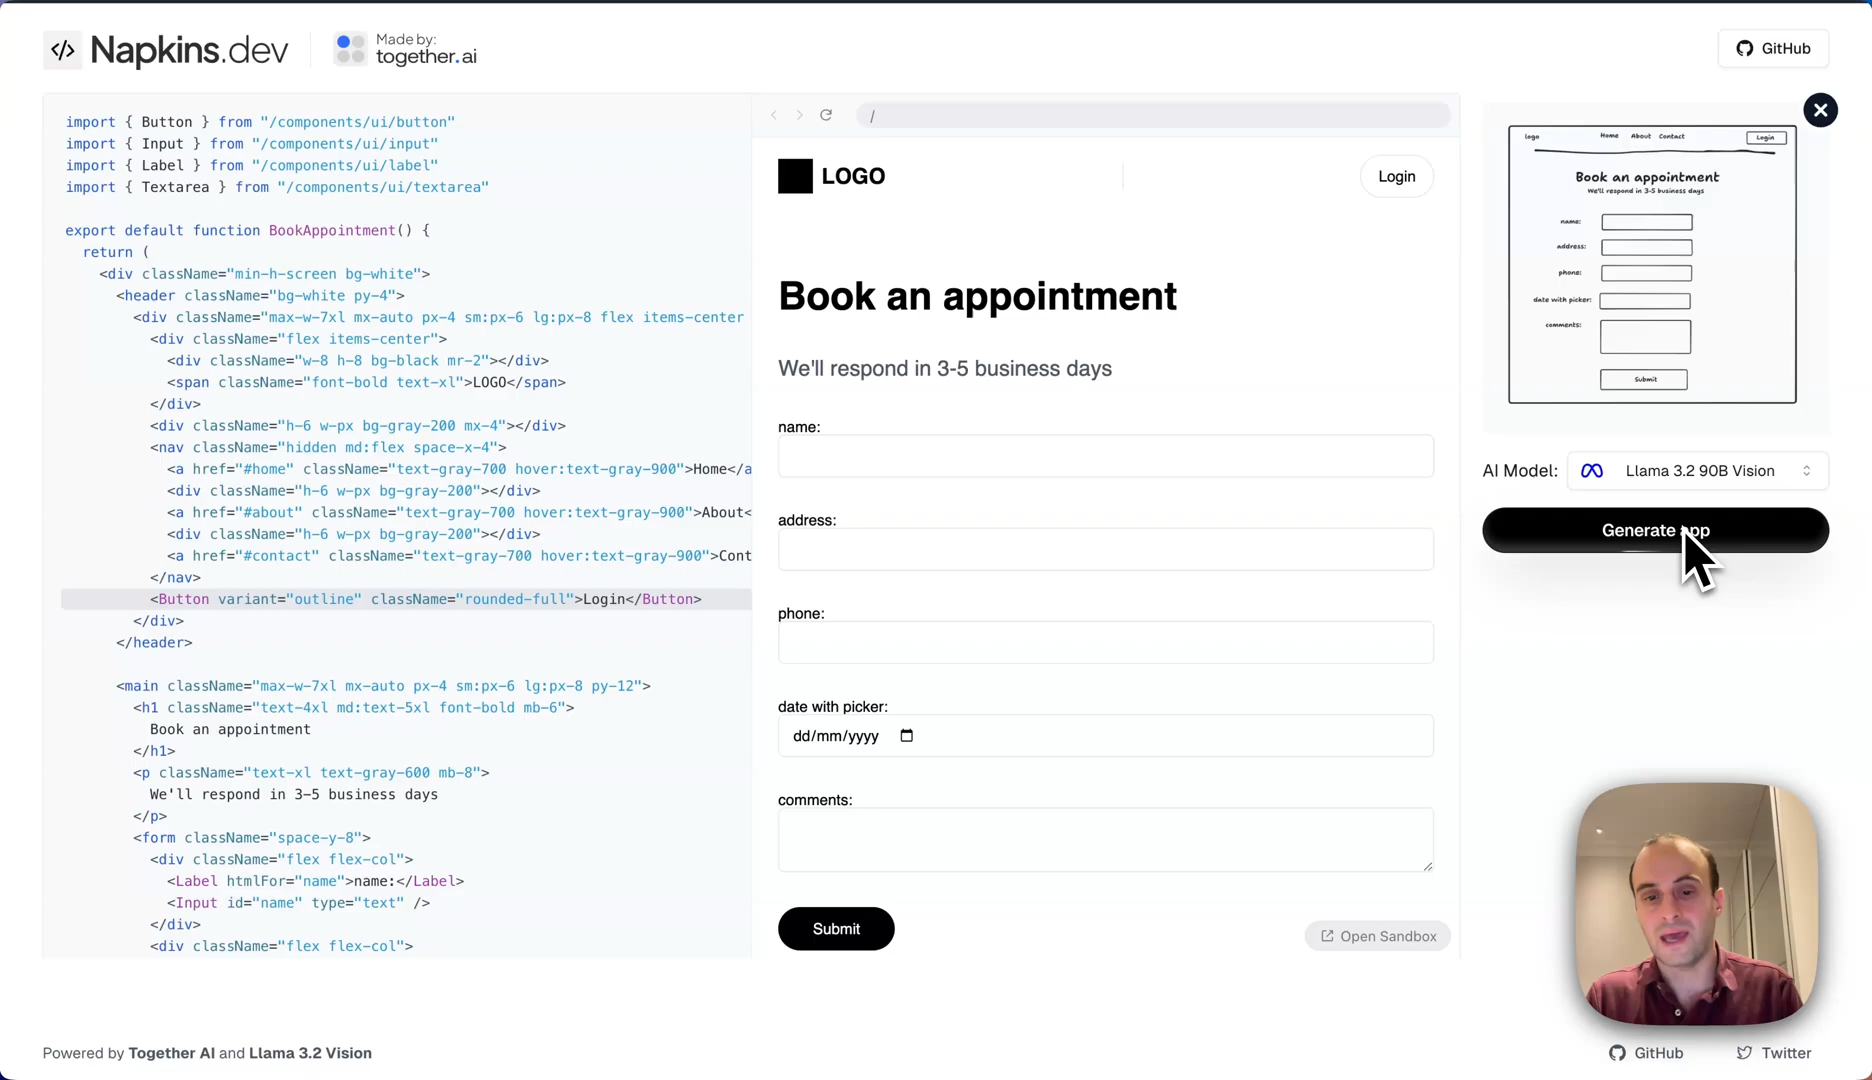 </> Napkins.dev
Made by:
together.ai
GitHub
import { Button } from "/components/ui/button"
import { Input } from "/components/ui/input"
import { Label } from "/components/ui/label"
import { Textarea } from "/components/ui/textarea"
export default function BookAppointment() {
return (
<div className="min-h-screen bg-white">
<header className="bg-white py-4">
<div className="max-w-7xl mx-auto px-4 sm:px-6 lg:px-8 flex items-center
<div className="flex items-center">
<div className="w-8 h-8 bg-black mr-2"></div>
<span className="font-bold text-xl">LOGO</span>
</div>
<div className="h-6 w-px bg-gray-200 mx-4"></div>
<nav className="hidden md:flex space-x-4">
<a href="#home" className="text-gray-700 hover:text-gray-900">Home</a
<div className="h-6 w-px bg-gray-200"></div>
<a href="#about" className="text-gray-700 hover:text-gray-900">About<
<div className="h-6 w-px bg-gray-200"></div>
<a href="#contact" className="text-gray-700 hover:text-gray-900">Cont
</nav>
<Button variant="outline" className="rounded-full">Login</Button>
</div>
</header>
<main className="max-w-7xl mx-auto px-4 sm:px-6 lg:px-8 py-12">
<h1 className="text-4xl md:text-5xl font-bold mb-6">
Book an appointment
</h1>
<p className="text-xl text-gray-600 mb-8">
We'll respond in 3-5 business days
</p>
<form className="space-y-8">
<div className="flex flex-col">
<Label htmlFor="name">name:</Label>
<Input id="name" type="text" />
</div>
<div className="flex flex-col">
/
LOGO
Login
Book an appointment
We'll respond in 3-5 business days
name:
address:
phone:
date with picker:
dd/mm/yyyy
comments:
Submit
Open Sandbox
logo Home About Contact Login
Book an appointment
We'll respond in 3-5 business days
name:
address:
phone:
date with picker:
comments:
Submit
AI Model: Llama 3.2 90B Vision
Generate app
Powered by Together AI and Llama 3.2 Vision
GitHub Twitter